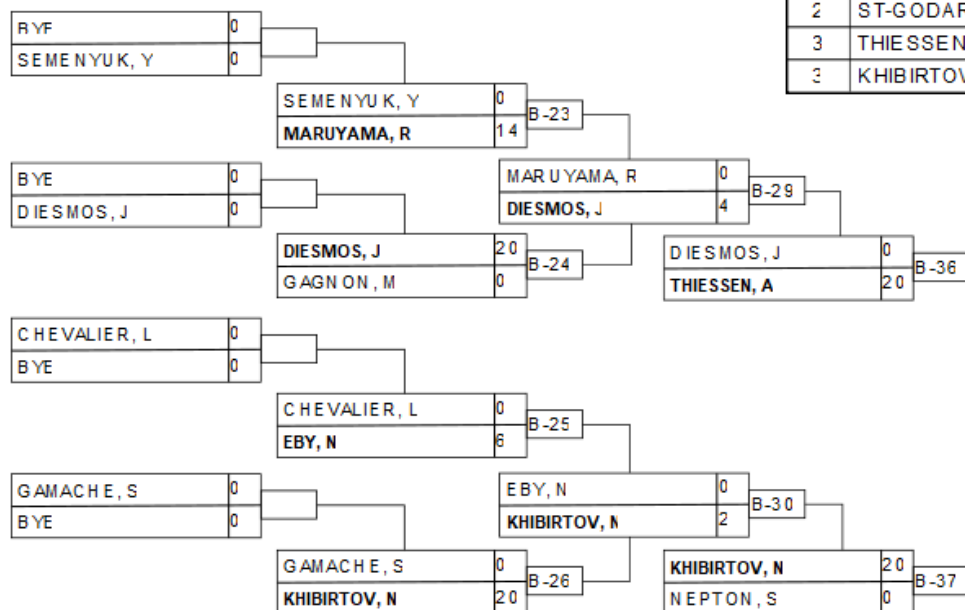 2 ST-GODAR
3 THIESSEN
3 KHIBIRTOV
BYE 0
SEMENYUK, Y 0
SEMENYUK, Y 0
MARUYAMA, R 14
B-23
BYE 0
DIESMOS, J 0
MARUYAMA, R 0
DIESMOS, J 4
B-29
DIESMOS, J 20
GAGNON, M 0
B-24
DIESMOS, J 0
THIESSEN, A 20
B-36
CHEVALIER, L 0
BYE 0
CHEVALIER, L 0
EBY, N 6
B-25
GAMACHE, S 0
BYE 0
EBY, N 0
KHIBIRTOV, N 2
B-30
GAMACHE, S 0
KHIBIRTOV, N 20
B-26
KHIBIRTOV, N 20
NEPTON, S 0
B-37